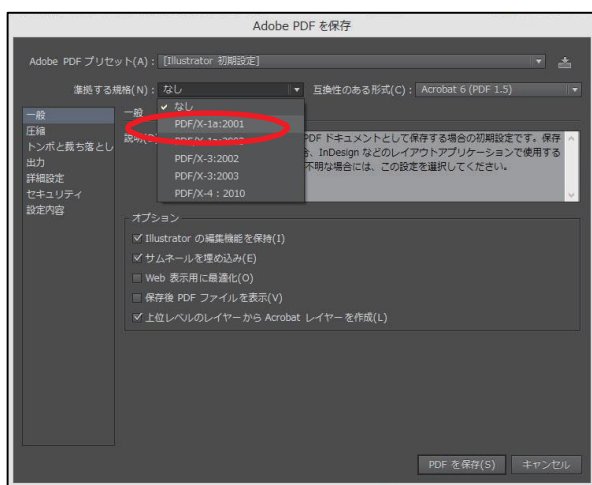 Adobe PDF を保存
Adobe PDF プリセット(A): [Illustrator 初期設定]
準拠する規格(N): なし 互換性のある形式(C): Acrobat 6 (PDF 1.5)
なし
PDF/X-1a:2001
PDF/X-3:2002
PDF/X-3:2003
PDF/X-4 : 2010
一般
圧縮
トンボと裁ち落とし
出力
詳細設定
セキュリティ
設定内容
一般
PDF ドキュメントとして保存する場合の初期設定です。保存
InDesign などのレイアウトアプリケーションで使用する
不明な場合には、この設定を選択してください。
オプション
Illustrator の編集機能を保持(I)
サムネールを埋め込み(E)
Web 表示用に最適化(O)
保存後 PDF ファイルを表示(V)
上位レベルのレイヤーから Acrobat レイヤーを作成(L)
PDF を保存(S) キャンセル